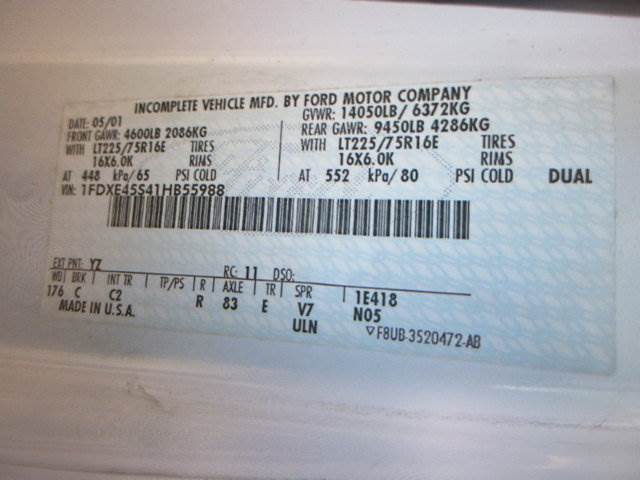 INCOMPLETE VEHICLE MFD. BY FORD MOTOR COMPANY
DATE: 05/01 GVWR: 14050LB/ 6372KG
FRONT GAWR: 4600LB 2086KG REAR GAWR: 9450LB 4286KG
WITH LT225/75R16E TIRES WITH LT225/75R16E TIRES
16X6.0K RIMS 16X6.0K RIMS
AT 448 kPa/65 PSI COLD AT 552 kPa/80 PSI COLD DUAL
VIN: 1FDXE45S41HB55988
EXT PNT: YZ RC: 11 DSO:
WB BRK INT TR TP/PS R AXLE TR SPR
176 C C2 R 83 E V7 1E418
MADE IN U.S.A. ULN N05
▽F8UB-3520472-AB